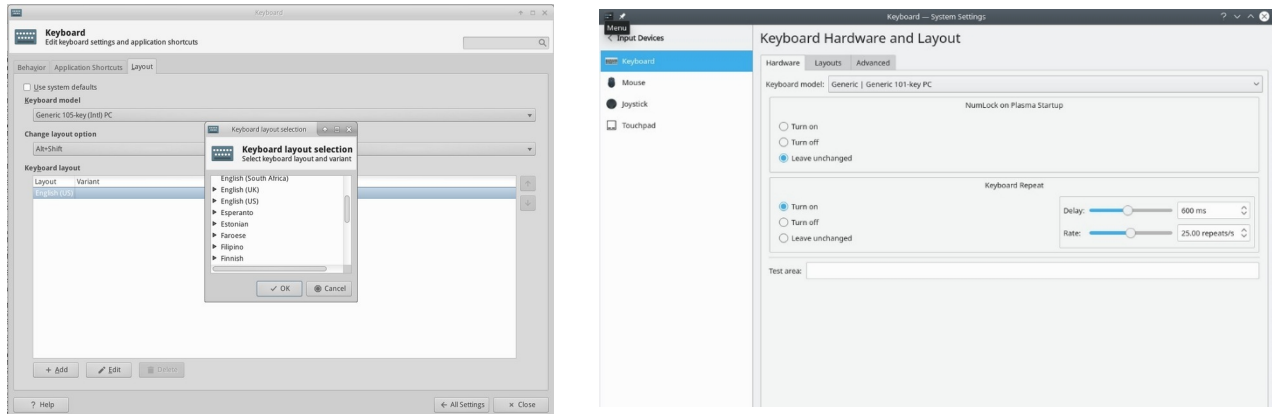 Keyboard
Keyboard
Edit keyboard settings and application shortcuts
Behavior Application Shortcuts Layout
Use system defaults
Keyboard model
Generic 105-key (Intl) PC
Change layout option
Alt+Shift
Keyboard layout
Layout Variant
English (US)
Keyboard layout selection
Keyboard layout selection
Select keyboard layout and variant
English (South Africa)
English (UK)
English (US)
Esperanto
Estonian
Faroese
Filipino
Finnish
OK Cancel
Add Edit Delete
? Help All Settings Close
Keyboard — System Settings
Menu
Input Devices
Keyboard
Mouse
Joystick
Touchpad
Keyboard Hardware and Layout
Hardware Layouts Advanced
Keyboard model: Generic | Generic 101-key PC
NumLock on Plasma Startup
Turn on
Turn off
Leave unchanged
Keyboard Repeat
Turn on
Turn off
Leave unchanged
Delay: 600 ms
Rate: 25.00 repeats/s
Test area: